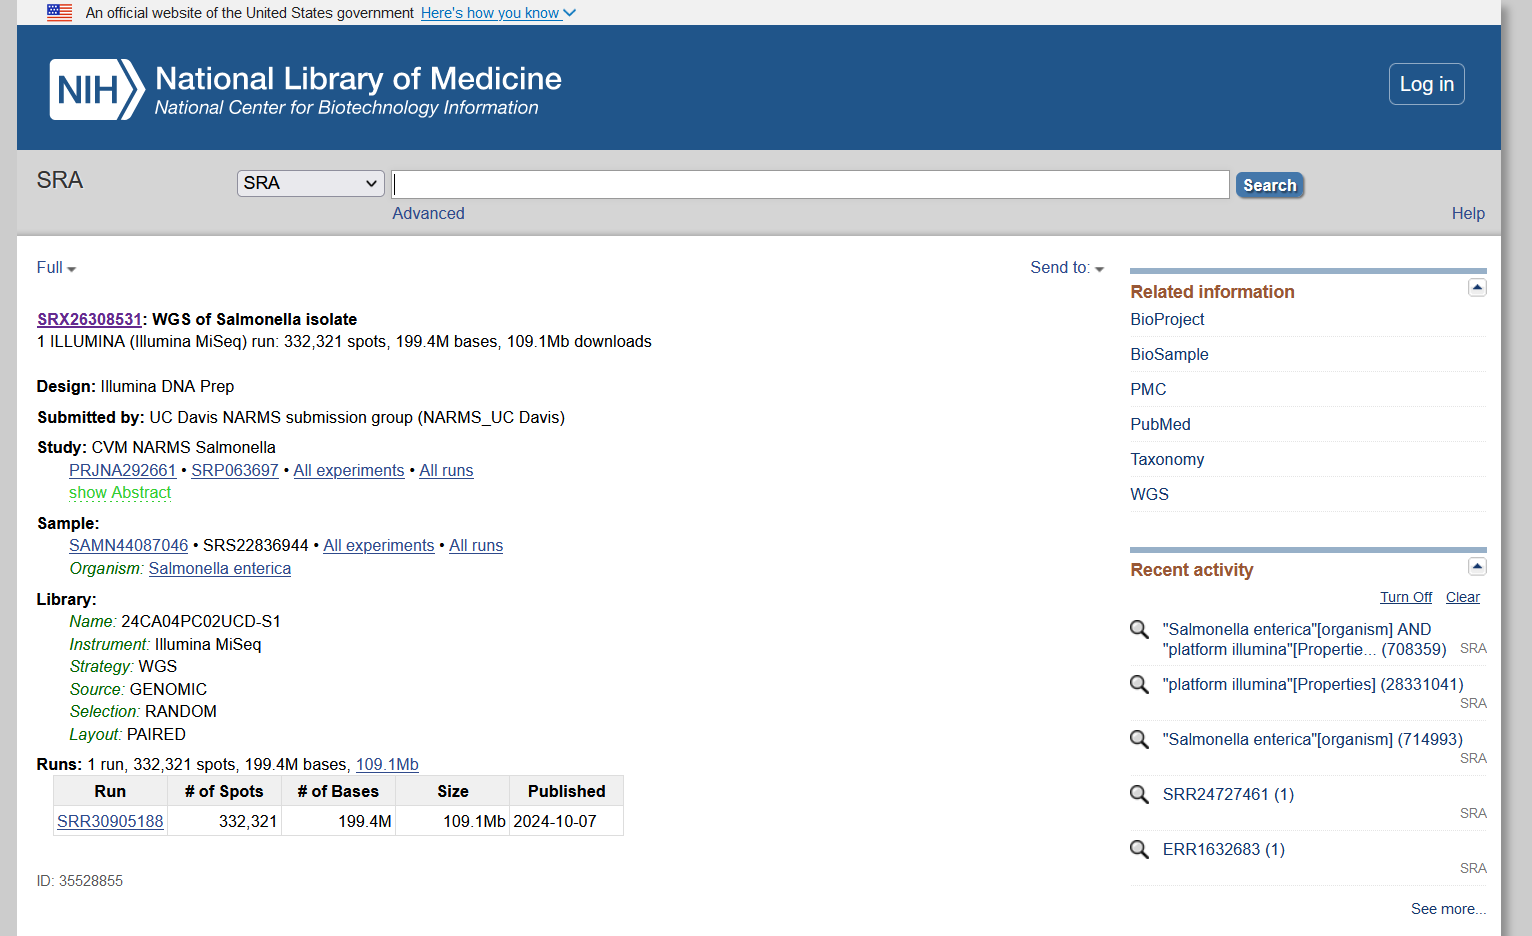 An official website of the United States government Here's how you know
NIH National Library of Medicine
National Center for Biotechnology Information
Log in
SRA SRA Search
Advanced Help
Full Send to:
SRX26308531: WGS of Salmonella isolate
1 ILLUMINA (Illumina MiSeq) run: 332,321 spots, 199.4M bases, 109.1Mb downloads
Design: Illumina DNA Prep
Submitted by: UC Davis NARMS submission group (NARMS_UC Davis)
Study: CVM NARMS Salmonella
PRJNA292661 • SRP063697 • All experiments • All runs
show Abstract
Sample:
SAMN44087046 • SRS22836944 • All experiments • All runs
Organism: Salmonella enterica
Library:
Name: 24CA04PC02UCD-S1
Instrument: Illumina MiSeq
Strategy: WGS
Source: GENOMIC
Selection: RANDOM
Layout: PAIRED
Runs: 1 run, 332,321 spots, 199.4M bases, 109.1Mb
Run # of Spots # of Bases Size Published
SRR30905188 332,321 199.4M 109.1Mb 2024-10-07
ID: 35528855
Related information
BioProject
BioSample
PMC
PubMed
Taxonomy
WGS
Recent activity
Turn Off Clear
"Salmonella enterica"[organism] AND
"platform illumina"[Propertie... (708359) SRA
"platform illumina"[Properties] (28331041)
SRA
"Salmonella enterica"[organism] (714993)
SRA
SRR24727461 (1)
SRA
ERR1632683 (1)
SRA
See more...